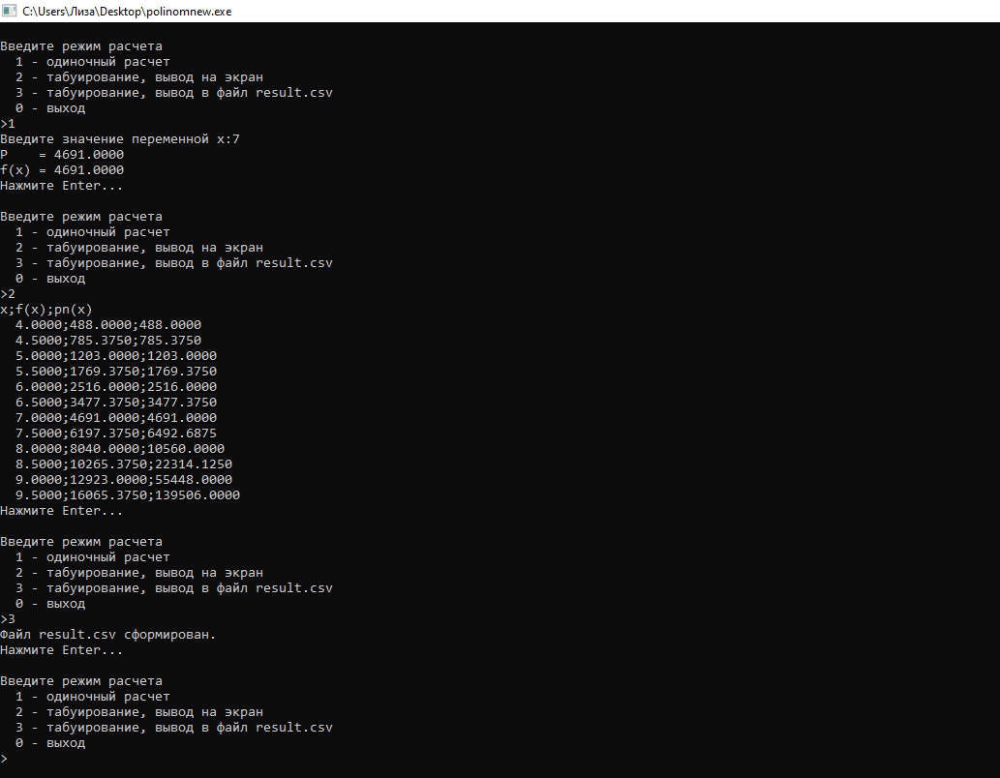 C:\Users\Лиза\Desktop\polinomnew.exe
Введите режим расчета
1 - одиночный расчет
2 - табуирование, вывод на экран
3 - табуирование, вывод в файл result.csv
0 - выход
>1
Введите значение переменной x:7
P    = 4691.0000
f(x) = 4691.0000
Нажмите Enter...
Введите режим расчета
1 - одиночный расчет
2 - табуирование, вывод на экран
3 - табуирование, вывод в файл result.csv
0 - выход
>2
x;f(x);pn(x)
4.0000;488.0000;488.0000
4.5000;785.3750;785.3750
5.0000;1203.0000;1203.0000
5.5000;1769.3750;1769.3750
6.0000;2516.0000;2516.0000
6.5000;3477.3750;3477.3750
7.0000;4691.0000;4691.0000
7.5000;6197.3750;6492.6875
8.0000;8040.0000;10560.0000
8.5000;10265.3750;22314.1250
9.0000;12923.0000;55448.0000
9.5000;16065.3750;139506.0000
Нажмите Enter...
Введите режим расчета
1 - одиночный расчет
2 - табуирование, вывод на экран
3 - табуирование, вывод в файл result.csv
0 - выход
>3
Файл result.csv сформирован.
Нажмите Enter...
Введите режим расчета
1 - одиночный расчет
2 - табуирование, вывод на экран
3 - табуирование, вывод в файл result.csv
0 - выход
>